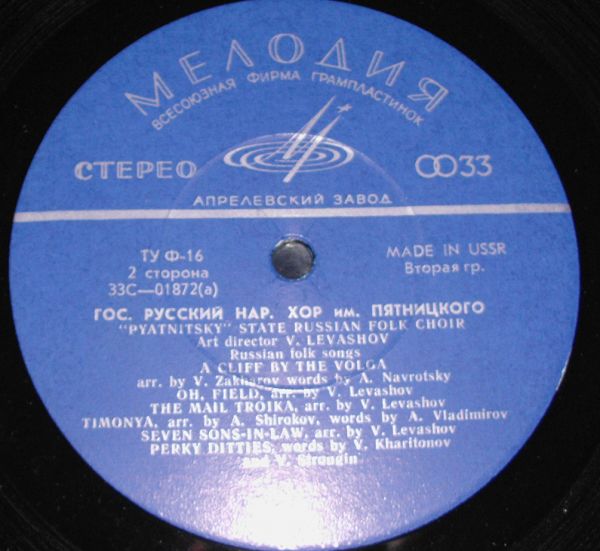 МЕЛОДИЯ
ВСЕСОЮЗНАЯ ФИРМА ГРАМПЛАСТИНОК
СТЕРЕО
33
АПРЕЛЕВСКИЙ ЗАВОД
ТУ Ф-16
MADE IN USSR
2 сторона
Вторая гр.
33С—01872(а)
ГОС. РУССКИЙ НАР. ХОР им. ПЯТНИЦКОГО
"PYATNITSKY" STATE RUSSIAN FOLK CHOIR
Art director V. LEVASHOV
Russian folk songs
A CLIFF BY THE VOLGA
arr. by V. Zakharov words by A. Navrotsky
OH, FIELD, arr. by V. Levashov
THE MAIL TROIKA, arr. by V. Levashov
TIMONYA, arr. by A. Shirokov, words by A. Vladimirov
SEVEN SONS-IN-LAW, arr. by V. Levashov
PERKY DITTIES, words by V. Kharitonov
and V. Strougin